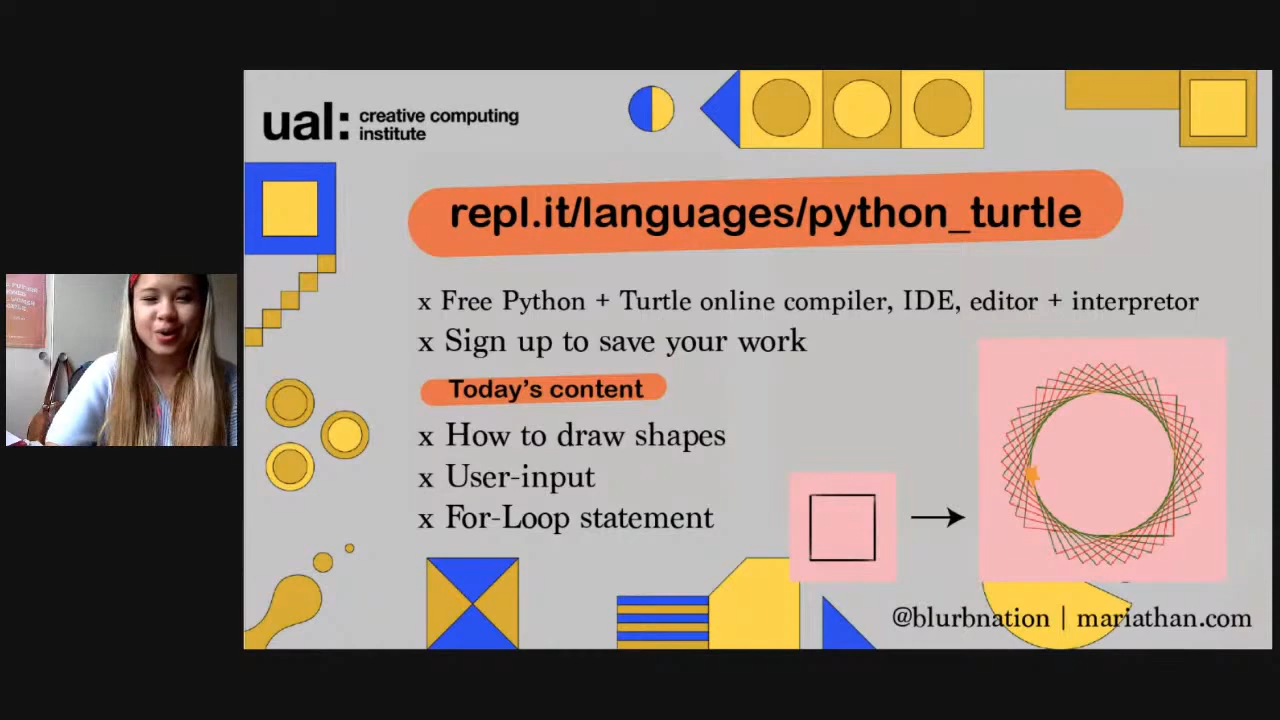 ual: creative computing
institute
repl.it/languages/python_turtle
x Free Python + Turtle online compiler, IDE, editor + interpretor
x Sign up to save your work
Today's content
x How to draw shapes
x User-input
x For-Loop statement
@blurbnation | mariathan.com